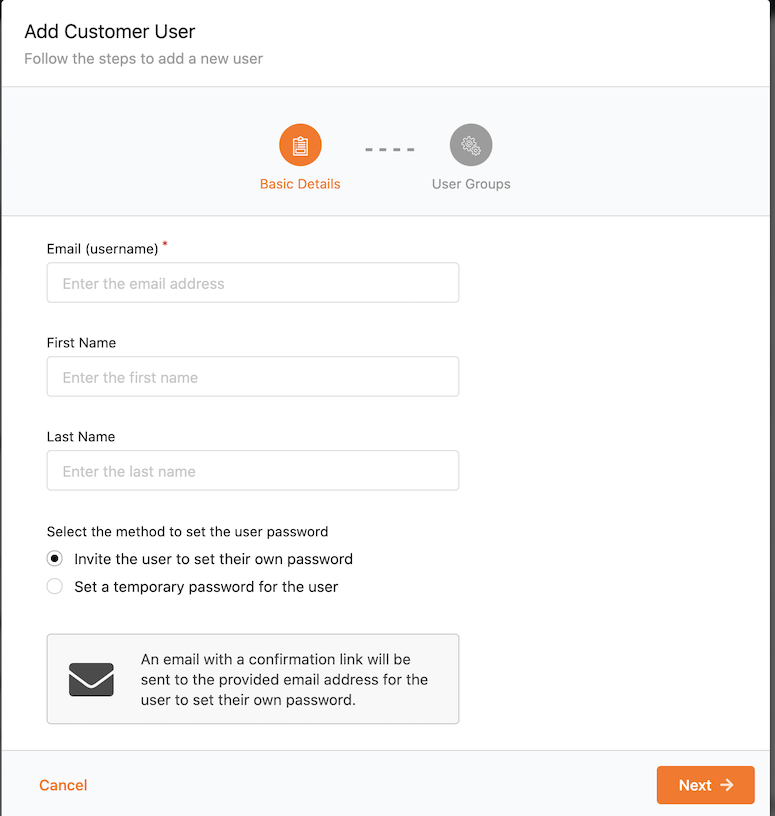 Add Customer User
Follow the steps to add a new user
Basic Details
User Groups
Email (username) *
Enter the email address
First Name
Enter the first name
Last Name
Enter the last name
Select the method to set the user password
Invite the user to set their own password
Set a temporary password for the user
An email with a confirmation link will be
sent to the provided email address for the
user to set their own password.
Cancel
Next →